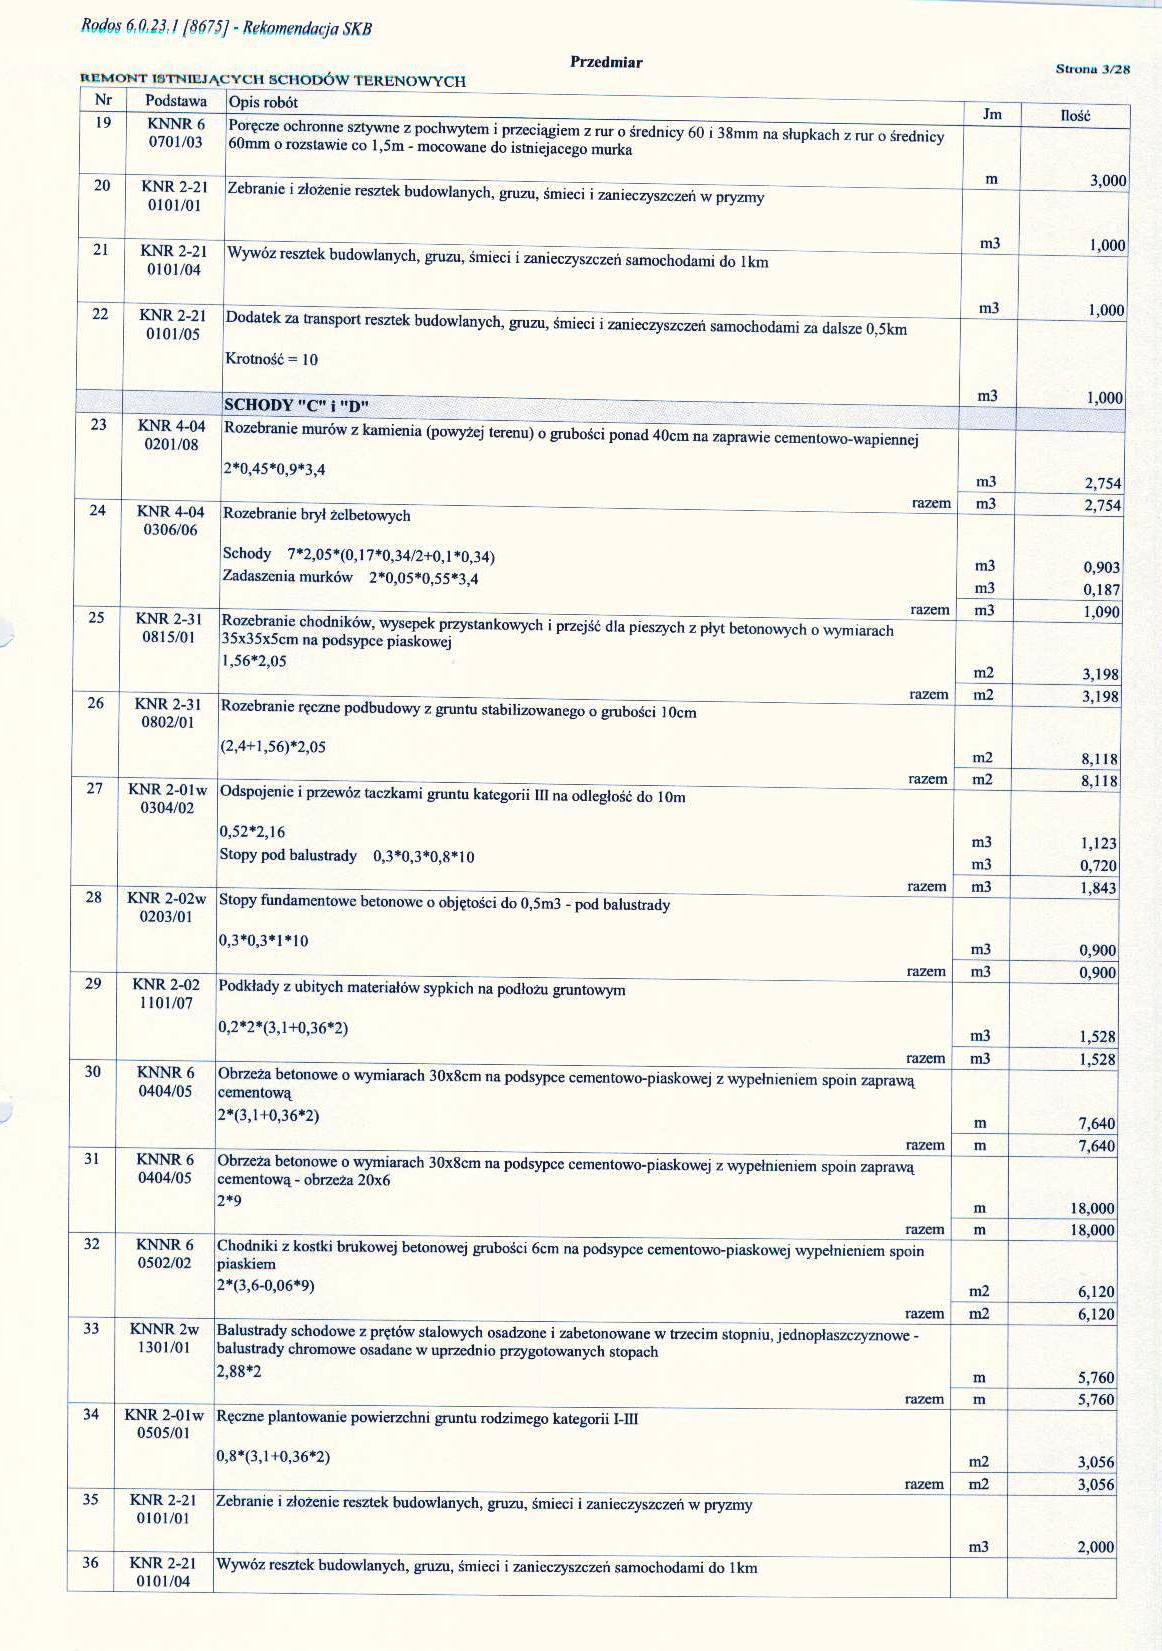 Rodos 6.0.23.1 [8675] - Rekomendacja SKB
Przedmiar
Strona 3/28
REMONT ISTNIEJĄCYCH SCHODÓW TERENOWYCH
Nr Podstawa Opis robót Jm Ilość
19 KNNR 6 Poręcze ochronne sztywne z pochwytem i przeciągiem z rur o średnicy 60 i 38mm na słupkach z rur o średnicy
0701/03 60mm o rozstawie co 1,5m - mocowane do istniejacego murka
m 3,000
20 KNR 2-21 Zebranie i złożenie resztek budowlanych, gruzu, śmieci i zanieczyszczeń w pryzmy
0101/01
m3 1,000
21 KNR 2-21 Wywóz resztek budowlanych, gruzu, śmieci i zanieczyszczeń samochodami do 1km
0101/04
m3 1,000
22 KNR 2-21 Dodatek za transport resztek budowlanych, gruzu, śmieci i zanieczyszczeń samochodami za dalsze 0,5km
0101/05
Krotność = 10
m3 1,000
SCHODY "C" i "D"
23 KNR 4-04 Rozebranie murów z kamienia (powyżej terenu) o grubości ponad 40cm na zaprawie cementowo-wapiennej
0201/08
2*0,45*0,9*3,4
m3 2,754
razem m3 2,754
24 KNR 4-04 Rozebranie brył żelbetowych
0306/06
Schody 7*2,05*(0,17*0,34/2+0,1*0,34)
m3 0,903
Zadaszenia murków 2*0,05*0,55*3,4
m3 0,187
razem m3 1,090
25 KNR 2-31 Rozebranie chodników, wysepek przystankowych i przejść dla pieszych z płyt betonowych o wymiarach
0815/01 35x35x5cm na podsypce piaskowej
1,56*2,05
m2 3,198
razem m2 3,198
26 KNR 2-31 Rozebranie ręczne podbudowy z gruntu stabilizowanego o grubości 10cm
0802/01
(2,4+1,56)*2,05
m2 8,118
razem m2 8,118
27 KNR 2-01w Odspojenie i przewóz taczkami gruntu kategorii III na odległość do 10m
0304/02
0,52*2,16
m3 1,123
Stopy pod balustrady 0,3*0,3*0,8*10
m3 0,720
razem m3 1,843
28 KNR 2-02w Stopy fundamentowe betonowe o objętości do 0,5m3 - pod balustrady
0203/01
0,3*0,3*1*10
m3 0,900
razem m3 0,900
29 KNR 2-02 Podkłady z ubitych materiałów sypkich na podłożu gruntowym
1101/07
0,2*2*(3,1+0,36*2)
m3 1,528
razem m3 1,528
30 KNNR 6 Obrzeża betonowe o wymiarach 30x8cm na podsypce cementowo-piaskowej z wypełnieniem spoin zaprawą
0404/05 cementową
2*(3,1+0,36*2)
m 7,640
razem m 7,640
31 KNNR 6 Obrzeża betonowe o wymiarach 30x8cm na podsypce cementowo-piaskowej z wypełnieniem spoin zaprawą
0404/05 cementową - obrzeża 20x6
2*9
m 18,000
razem m 18,000
32 KNNR 6 Chodniki z kostki brukowej betonowej grubości 6cm na podsypce cementowo-piaskowej wypełnieniem spoin
0502/02 piaskiem
2*(3,6-0,06*9)
m2 6,120
razem m2 6,120
33 KNNR 2w Balustrady schodowe z prętów stalowych osadzone i zabetonowane w trzecim stopniu, jednopłaszczyznowe -
1301/01 balustrady chromowe osadane w uprzednio przygotowanych stopach
2,88*2
m 5,760
razem m 5,760
34 KNR 2-01w Ręczne plantowanie powierzchni gruntu rodzimego kategorii I-III
0505/01
0,8*(3,1+0,36*2)
m2 3,056
razem m2 3,056
35 KNR 2-21 Zebranie i złożenie resztek budowlanych, gruzu, śmieci i zanieczyszczeń w pryzmy
0101/01
m3 2,000
36 KNR 2-21 Wywóz resztek budowlanych, gruzu, śmieci i zanieczyszczeń samochodami do 1km
0101/04